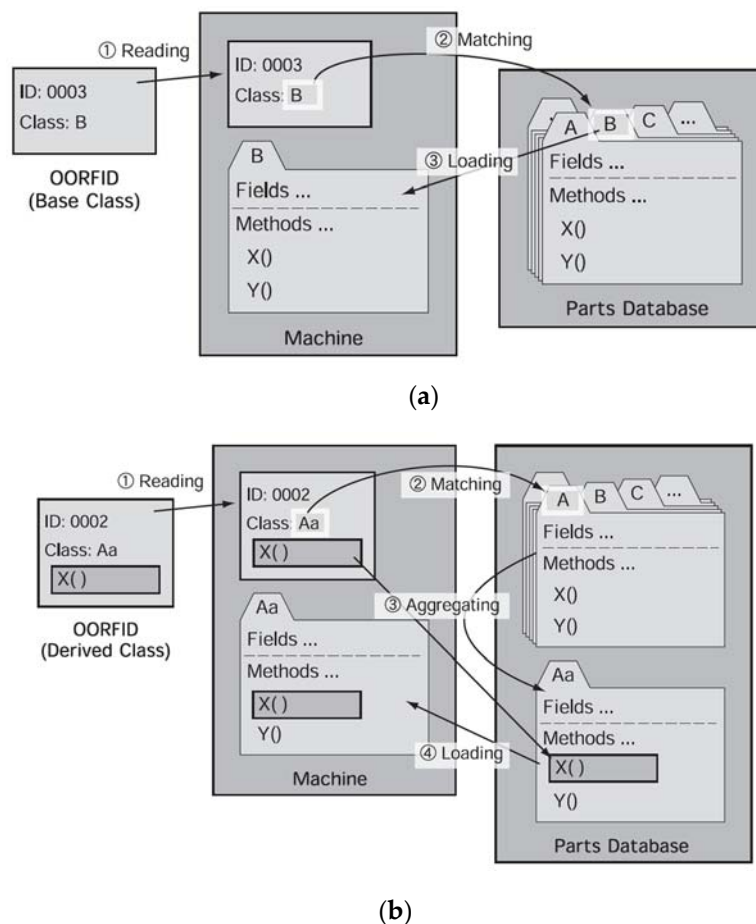 ① Reading
ID: 0003
Class: B
OORFID
(Base Class)
ID: 0003
Class: B
② Matching
B
Fields ...
Methods ...
X()
Y()
Machine
③ Loading
...
A
B
C
...
Fields ...
Methods ...
X()
Y()
Parts Database
(a)
① Reading
ID: 0002
Class: Aa
X( )
OORFID
(Derived Class)
ID: 0002
Class: Aa
X( )
② Matching
Aa
Fields ...
Methods ...
X( )
Y()
Machine
③ Aggregating
④ Loading
A
B
C
...
Fields ...
Methods ...
X()
Y()
Aa
Fields ...
Methods ...
X( )
Y()
Parts Database
(b)